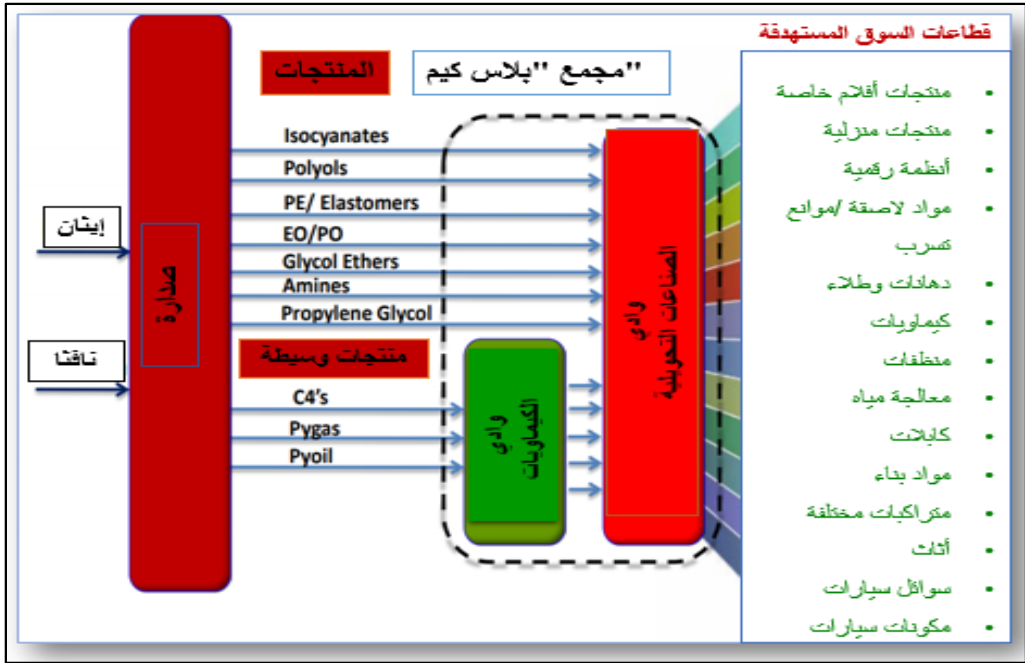 قطاعات السوق المستهدفة
المنتجات
"مجمع "بلاس كيم
إيثان
نافثا
صدارة
Isocyanates
Polyols
PE/ Elastomers
EO/PO
Glycol Ethers
Amines
Propylene Glycol
منتجات وسيطة
C4's
Pygas
Pyoil
وادي
الكيماويات
وادي
الصناعات التحويلية
• منتجات أفلام خاصة
• منتجات منزلية
• أنظمة رقمية
• مواد لاصقة /موانع
تسرب
• دهانات وطلاء
• كيماويات
• منظفات
• معالجة مياه
• كابلات
• مواد بناء
• متراكبات مختلفة
• أثاث
• سوائل سيارات
• مكونات سيارات